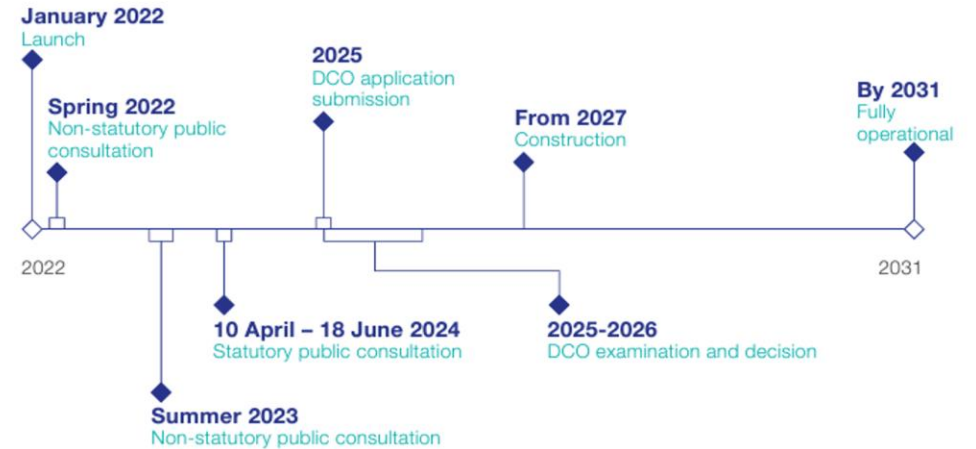 January 2022
Launch
Spring 2022
Non-statutory public
consultation
2025
DCO application
submission
From 2027
Construction
By 2031
Fully
operational
2022
2031
10 April – 18 June 2024
Statutory public consultation
2025-2026
DCO examination and decision
Summer 2023
Non-statutory public consultation